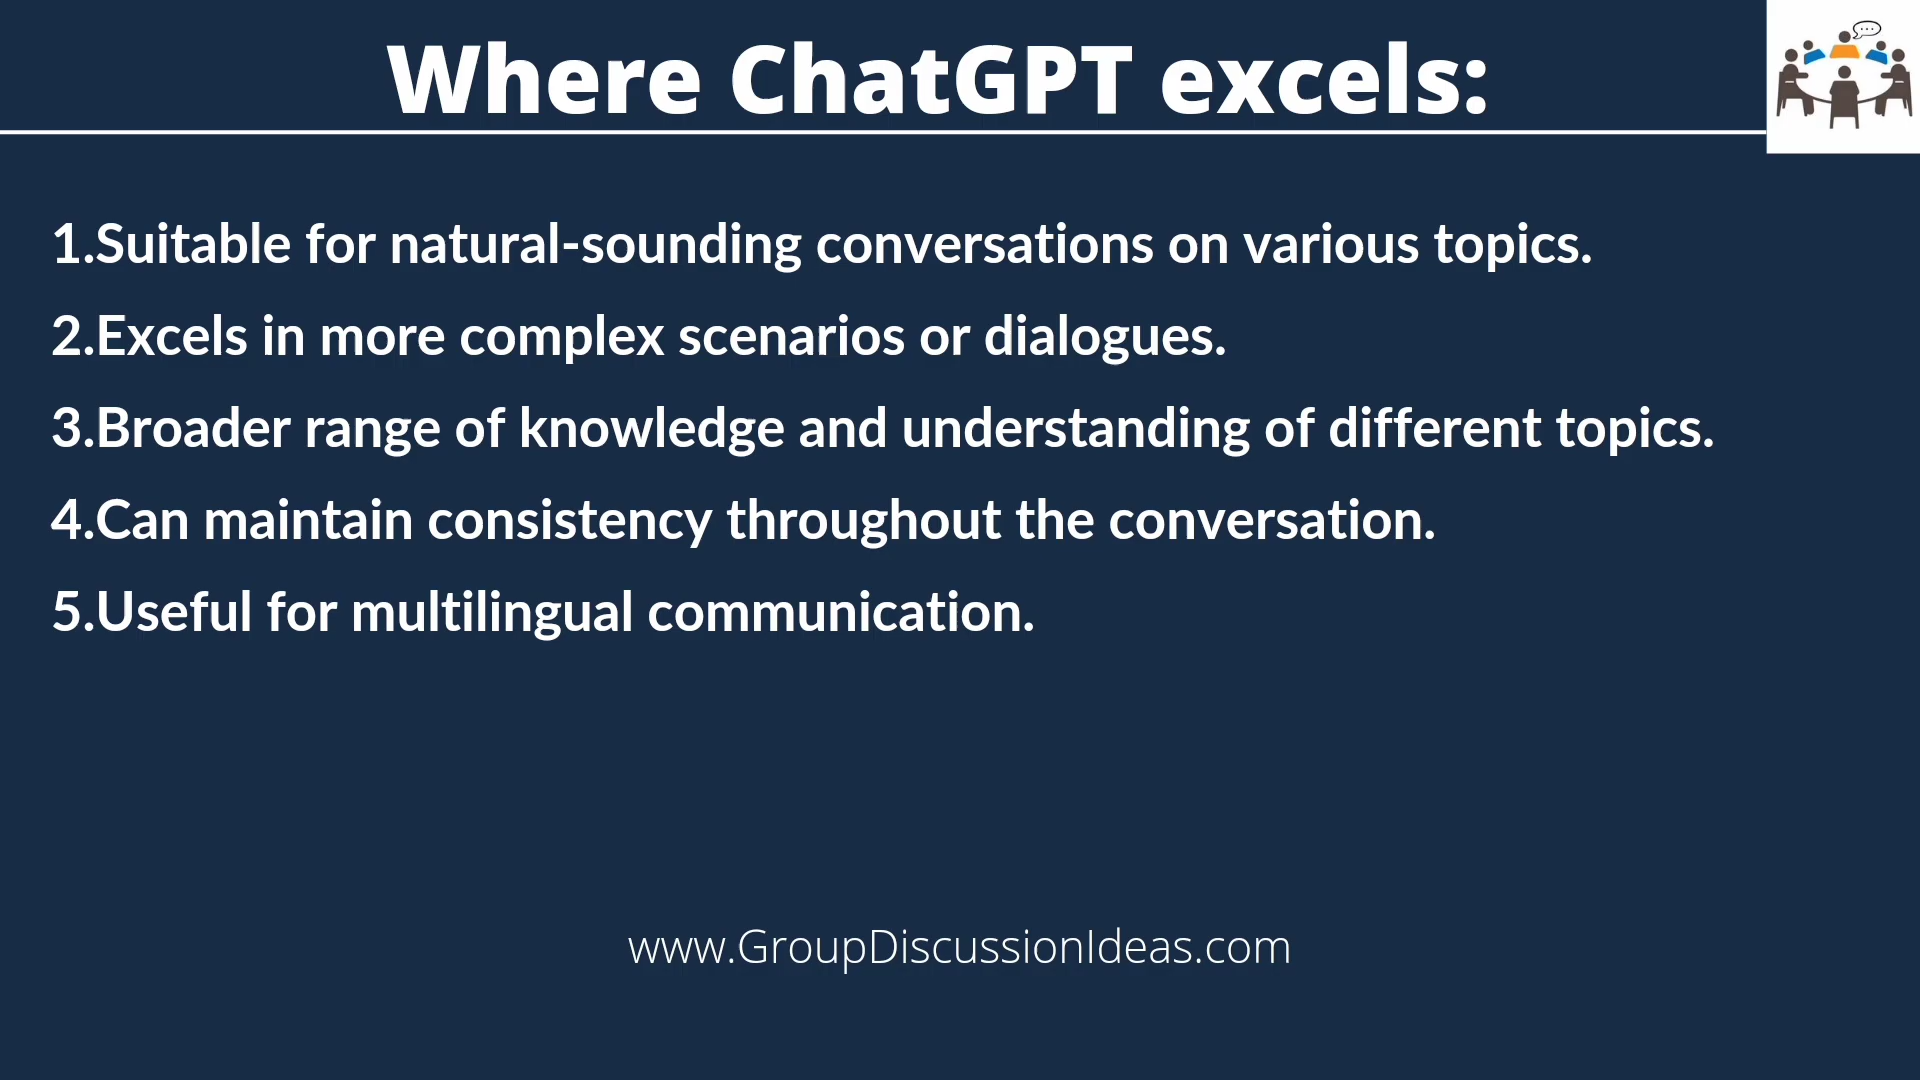 Where ChatGPT excels:
1.Suitable for natural-sounding conversations on various topics.
2.Excels in more complex scenarios or dialogues.
3.Broader range of knowledge and understanding of different topics.
4.Can maintain consistency throughout the conversation.
5.Useful for multilingual communication.
www.GroupDiscussionIdeas.com